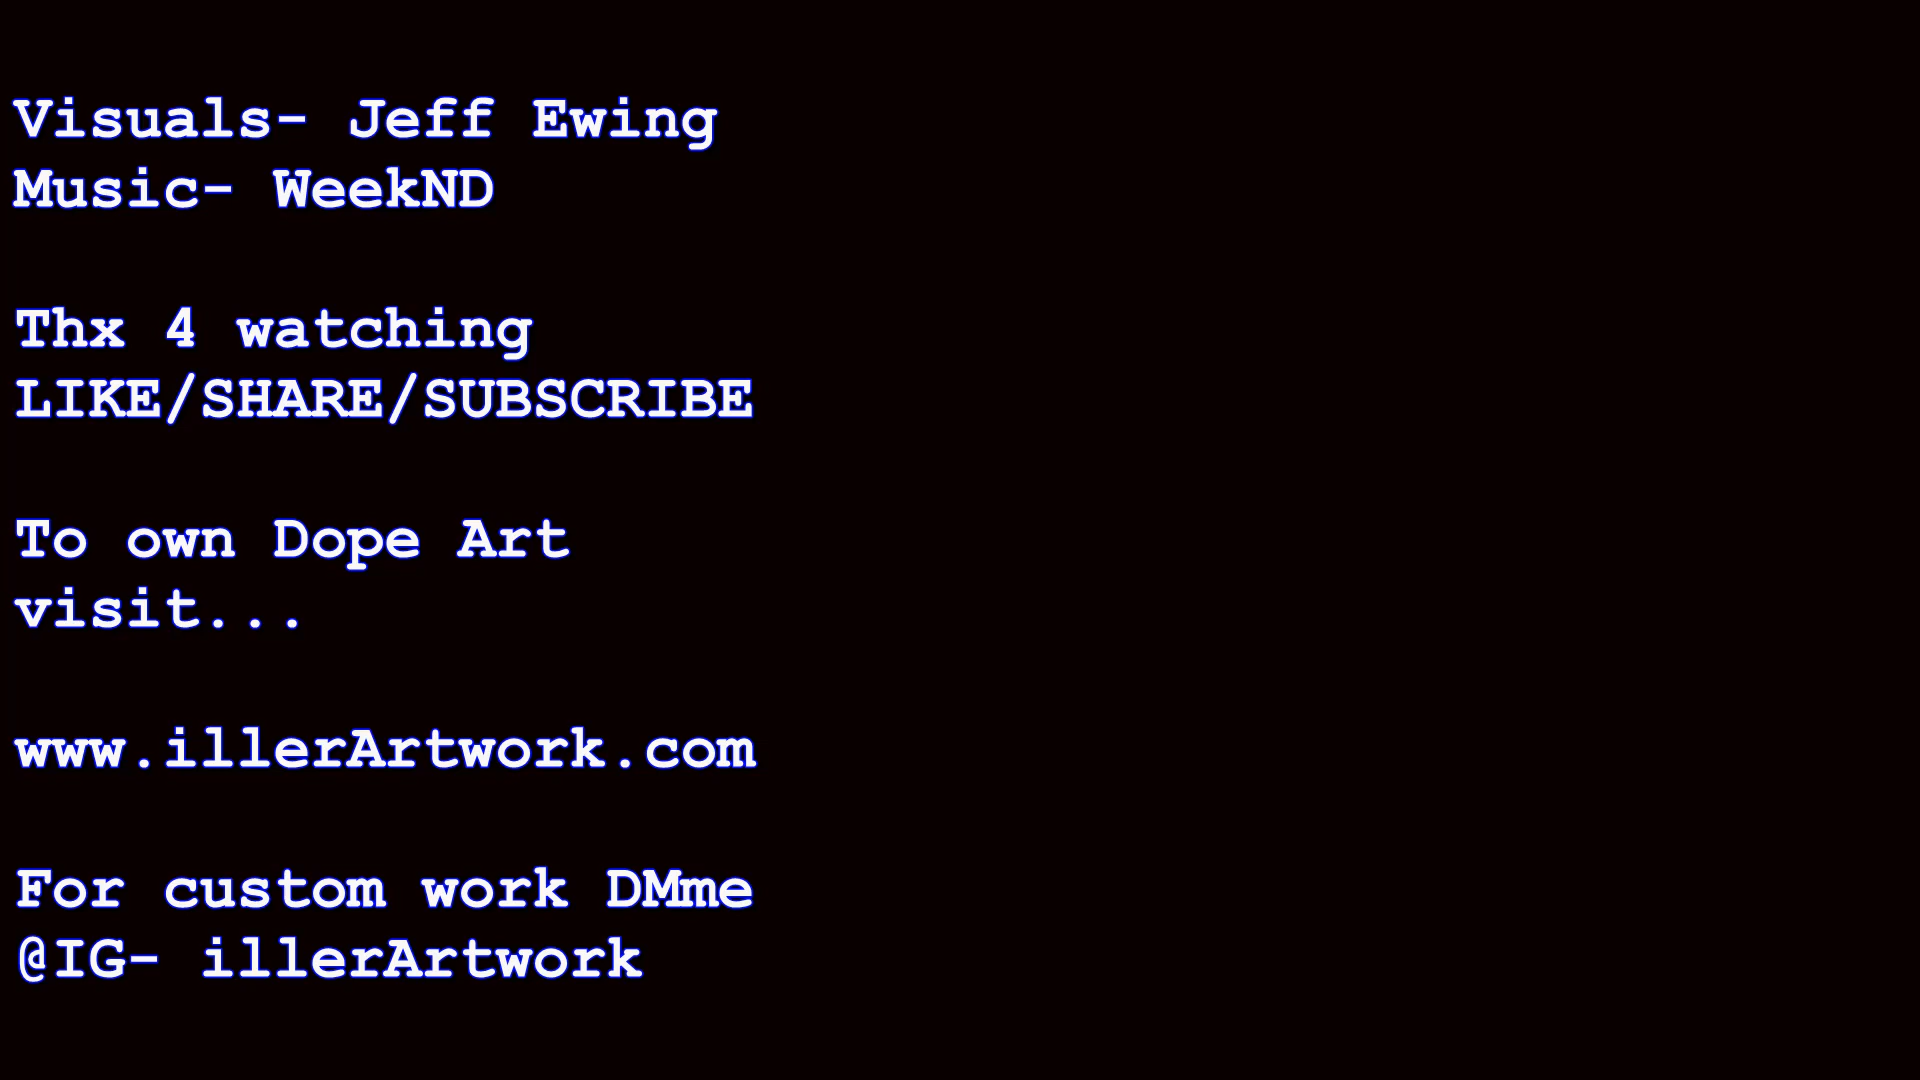 Visuals- Jeff Ewing
Music- WeekND
Thx 4 watching
LIKE/SHARE/SUBSCRIBE
To own Dope Art
visit...
www.illerArtwork.com
For custom work DMme
@IG- illerArtwork